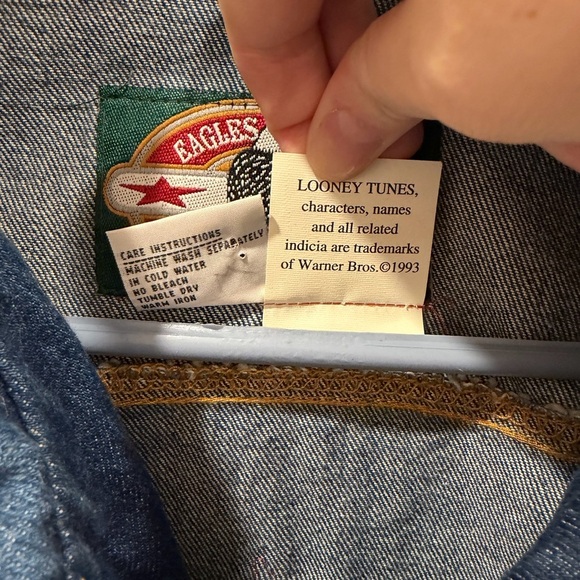 EAGLES
LOONEY TUNES,
characters, names
and all related
indicia are trademarks
of Warner Bros.©1993
CARE INSTRUCTIONS
MACHINE WASH SEPARATELY
IN COLD WATER
NO BLEACH
TUMBLE DRY
WARM IRON